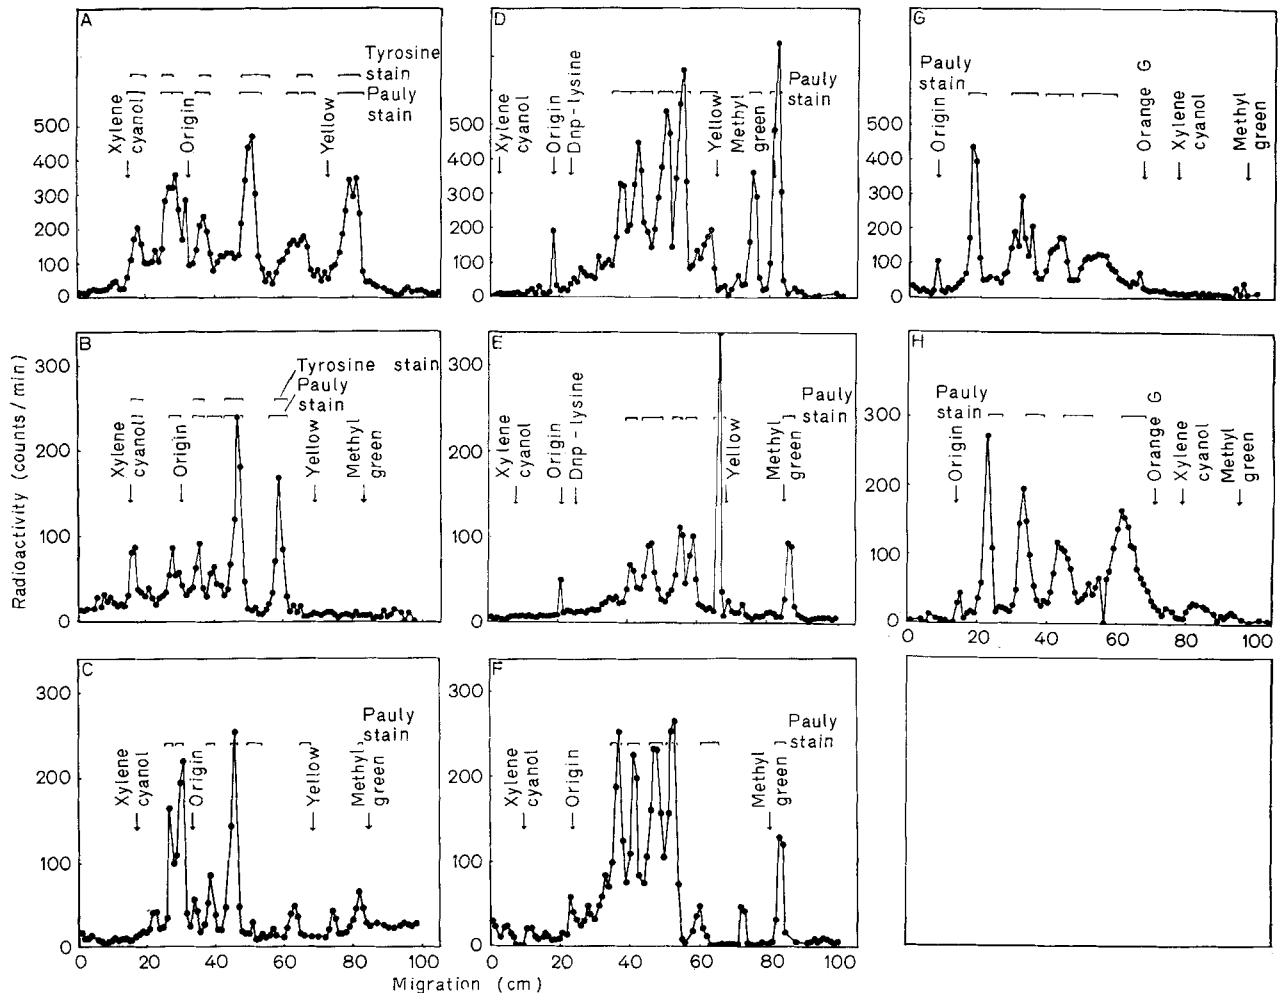 A
Tyrosine
stain
Pauly
stain
Xylene
cyanol
Origin
Yellow
500
400
300
200
100
0
D
Xylene
cyanol
Origin
Dnp-lysine
Yellow
Methyl
green
Pauly
stain
500
400
300
200
100
0
G
Pauly
stain
Origin
Orange G
Xylene
cyanol
Methyl
green
500
400
300
200
100
0
B
Tyrosine stain
Pauly
stain
Xylene
cyanol
Origin
Yellow
Methyl
green
300
200
100
0
Radioactivity (counts/min)
E
Xylene
cyanol
Origin
Dnp-lysine
Yellow
Methyl
green
Pauly
stain
300
200
100
0
H
Pauly
stain
Origin
Orange G
Xylene
cyanol
Methyl
green
300
200
100
0
0 20 40 60 80 100
C
Pauly
stain
Xylene
cyanol
Origin
Yellow
Methyl
green
300
200
100
0
0 20 40 60 80 100
F
Xylene
cyanol
Origin
Methyl
green
Pauly
stain
300
200
100
0
0 20 40 60 80 100
Migration (cm)